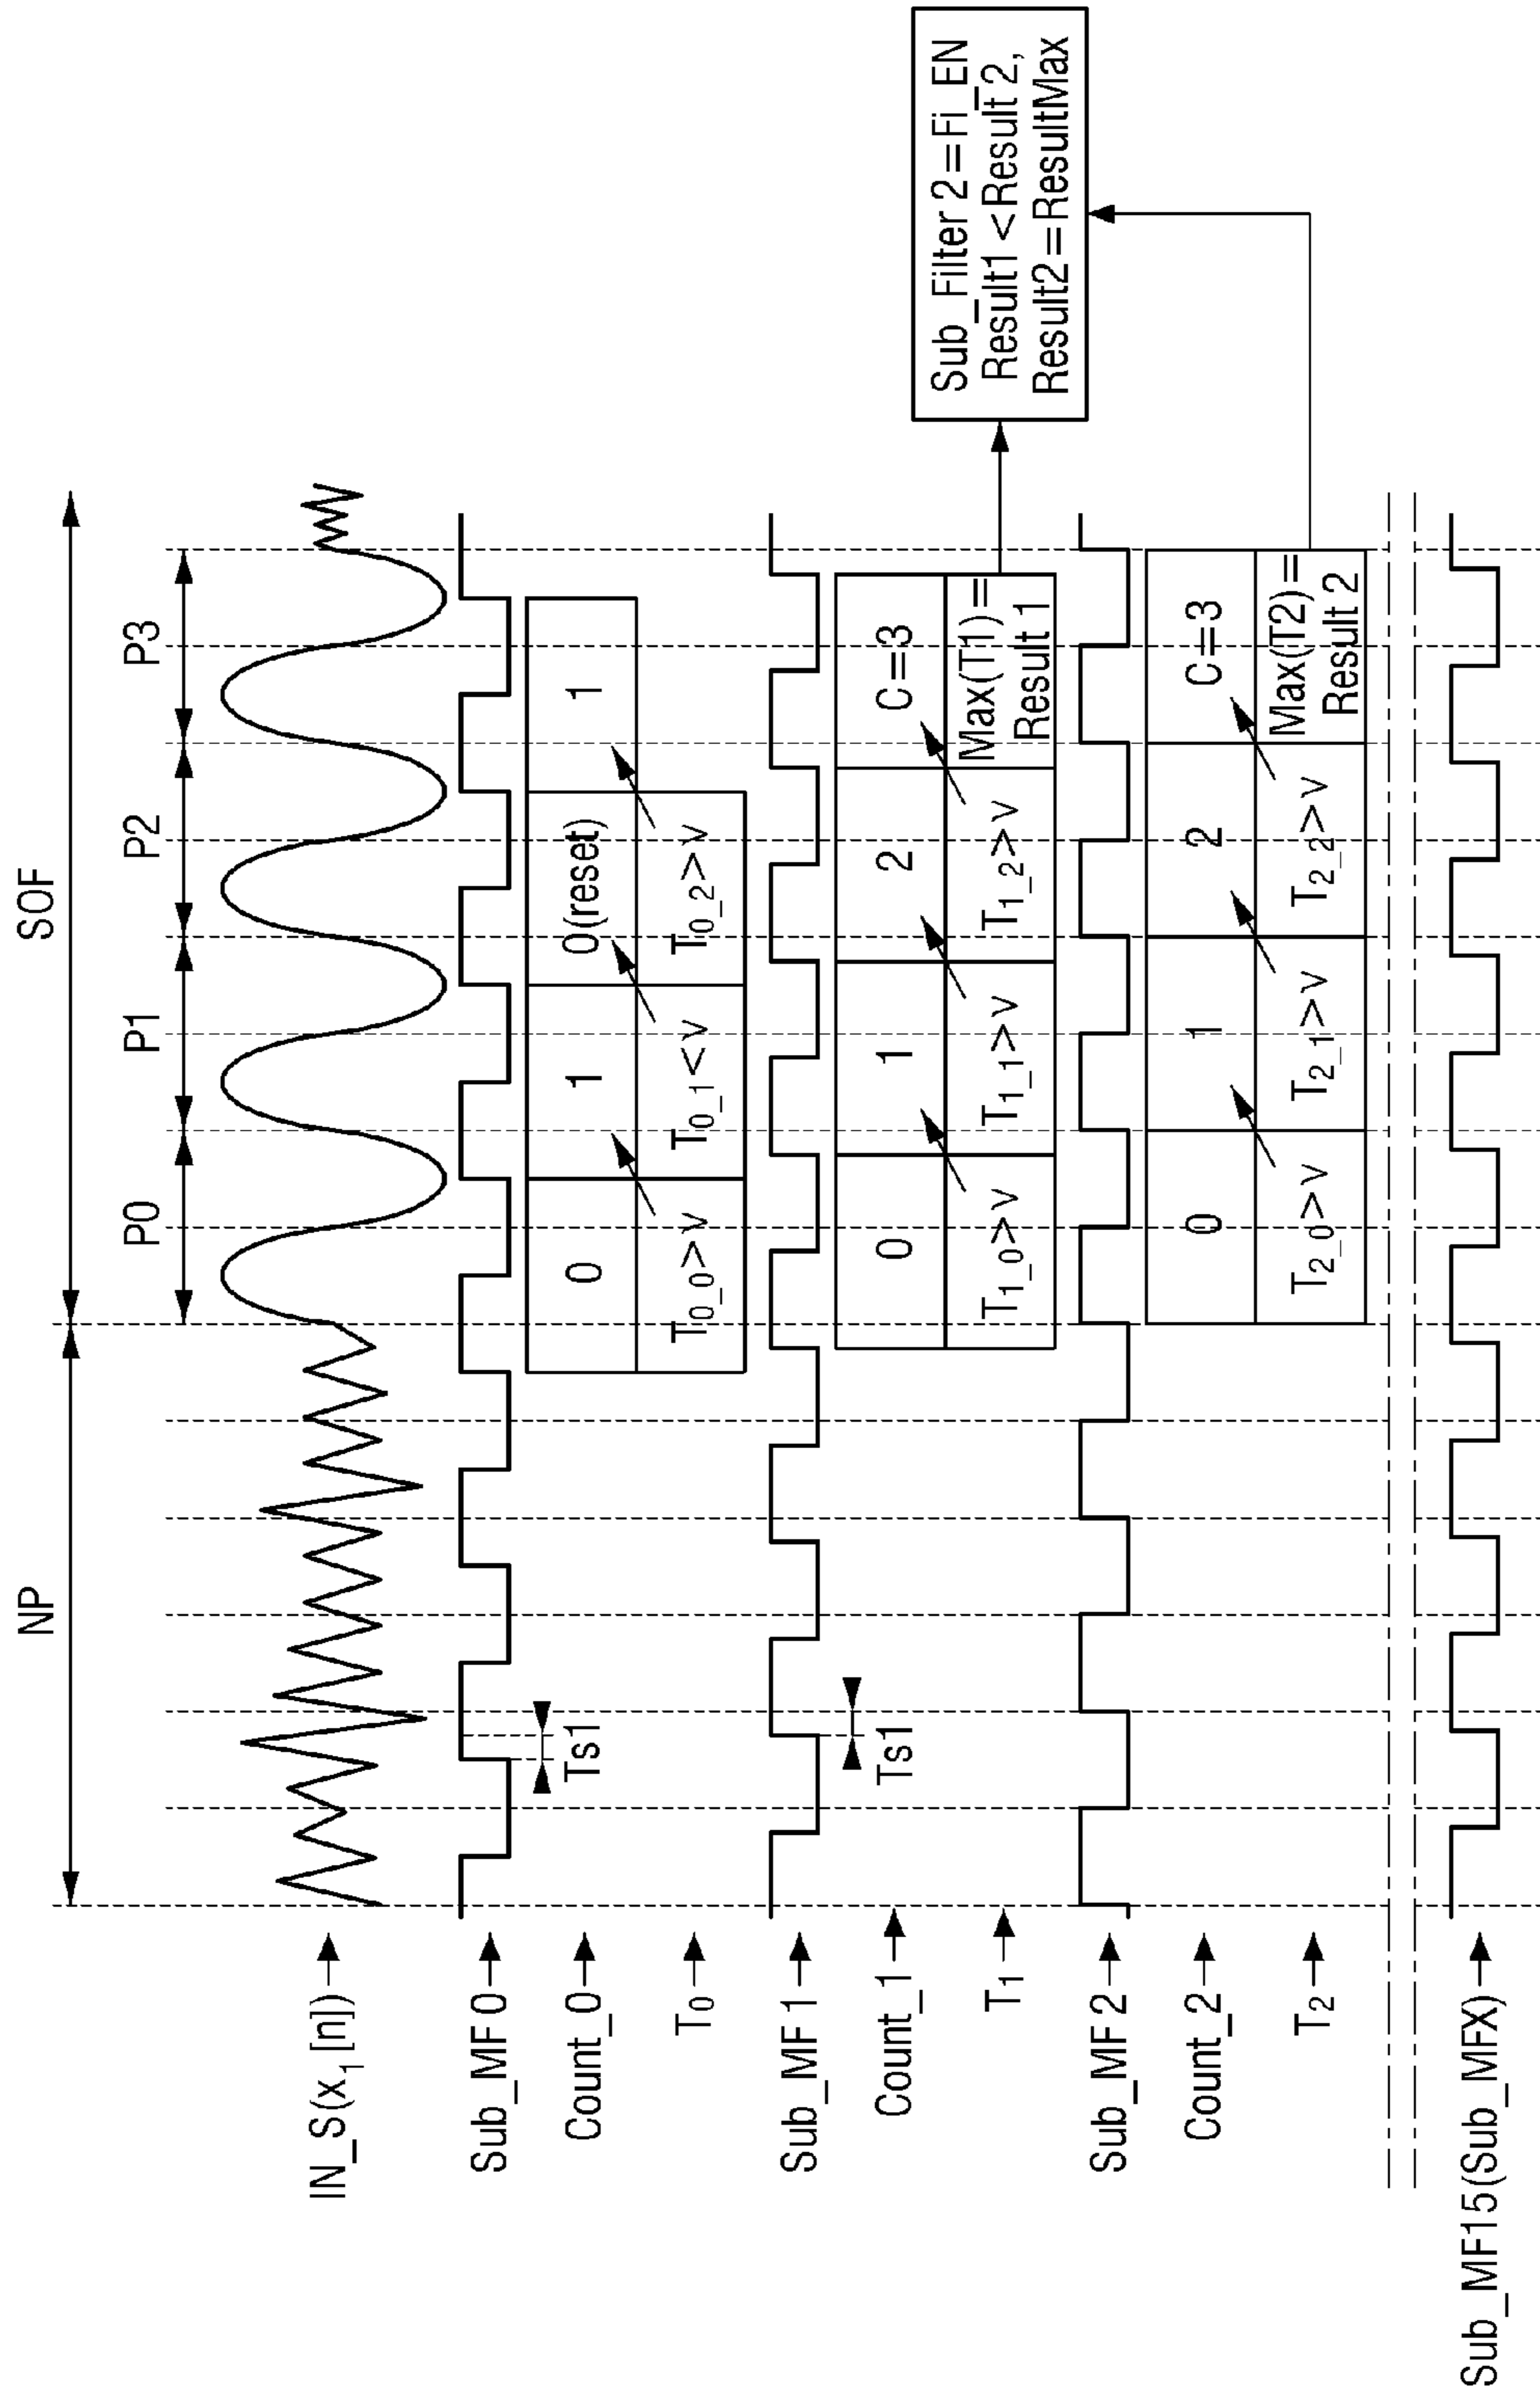 NP
SOF
P0
P1
P2
P3
IN_S(x₁ [n])
Sub_MF 0
Ts1
Count_0
0
1
0(reset)
1
T₀
T₀_₀>V
T₀_₁<V
T₀_₂>V
Sub_MF 1
Ts1
Count_1
0
1
2
C=3
T₁
T₁_₀>V
T₁_₁>V
T₁_₂>V
Max(T1)=
Result 1
Sub_Filter 2=Fi_EN
Result1<Result 2,
Result2=ResultMax
Sub_MF 2
Count_2
0
1
2
C=3
T₂
T₂_₀>V
T₂_₁>V
T₂_₂>V
Max(T2)=
Result 2
Sub_MF15(Sub_MFX)